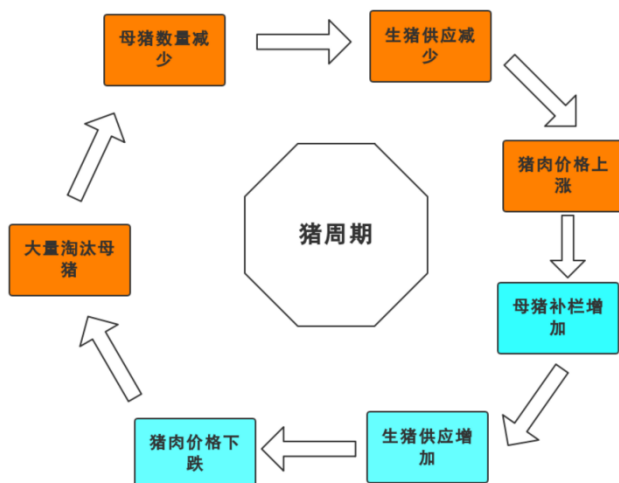 母猪数量减
少
生猪供应减
少
猪肉价格上
涨
母猪补栏增
加
生猪供应增
加
猪肉价格下
跌
大量淘汰母
猪
猪周期